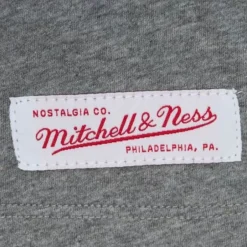 NOSTALGIA CO.
Mitchell & Ness
PHILADELPHIA, PA.